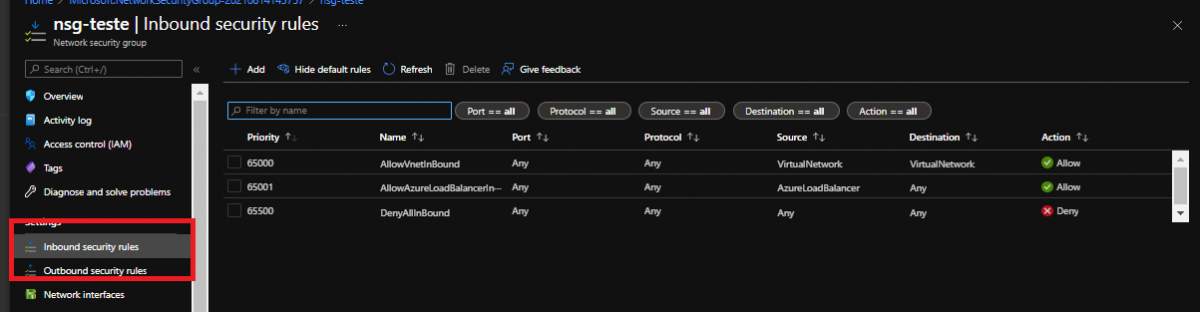 Home > Microsoft.NetworkSecurityGroup-20210814145757 > nsg-teste
nsg-teste | Inbound security rules ...
Network security group
Search (Ctrl+/) «
Add Hide default rules Refresh Delete Give feedback
Overview
Activity log
Access control (IAM)
Tags
Diagnose and solve problems
Settings
Inbound security rules
Outbound security rules
Network interfaces
Filter by name Port == all Protocol == all Source == all Destination == all Action == all
Priority ↑↓ Name ↑↓ Port ↑↓ Protocol ↑↓ Source ↑↓ Destination ↑↓ Action ↑↓
65000 AllowVnetInBound Any Any VirtualNetwork VirtualNetwork Allow
65001 AllowAzureLoadBalancerIn... Any Any AzureLoadBalancer Any Allow
65500 DenyAllInBound Any Any Any Any Deny